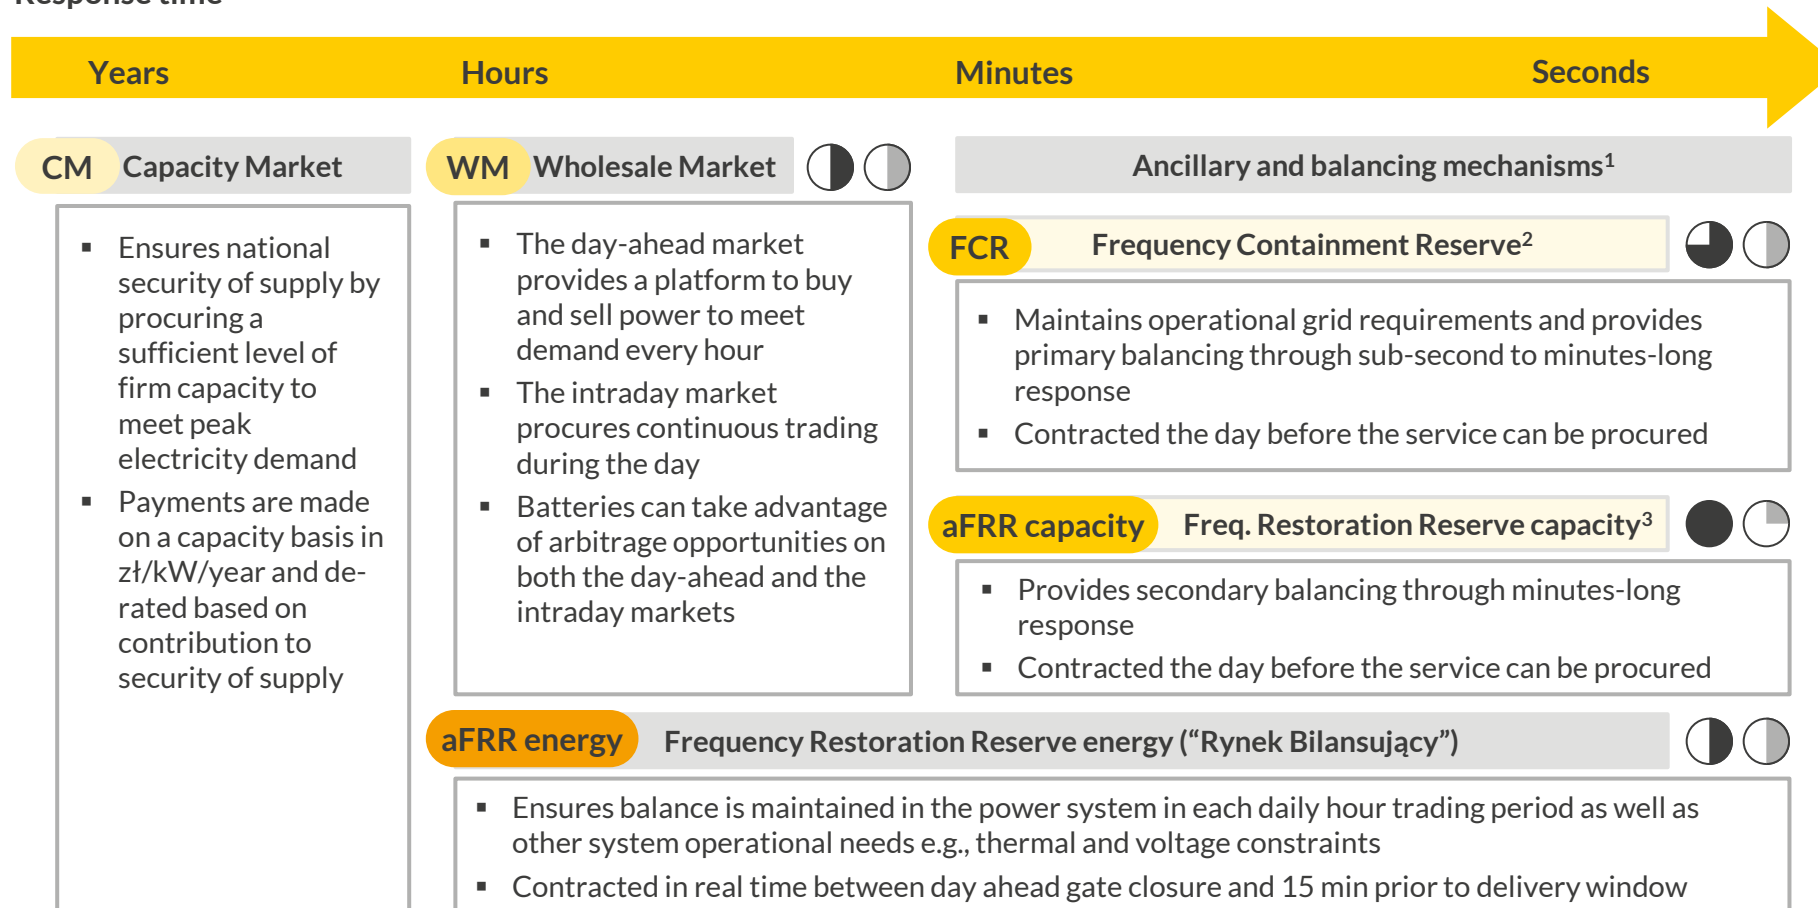 Response time
Years
Hours
Minutes
Seconds
CM Capacity Market
▪ Ensures national
security of supply by
procuring a
sufficient level of
firm capacity to
meet peak
electricity demand
▪ Payments are made
on a capacity basis in
zł/kW/year and de-
rated based on
contribution to
security of supply
WM Wholesale Market
▪ The day-ahead market
provides a platform to buy
and sell power to meet
demand every hour
▪ The intraday market
procures continuous trading
during the day
▪ Batteries can take advantage
of arbitrage opportunities on
both the day-ahead and the
intraday markets
Ancillary and balancing mechanisms¹
FCR Frequency Containment Reserve²
▪ Maintains operational grid requirements and provides
primary balancing through sub-second to minutes-long
response
▪ Contracted the day before the service can be procured
aFRR capacity Freq. Restoration Reserve capacity³
▪ Provides secondary balancing through minutes-long
response
▪ Contracted the day before the service can be procured
aFRR energy Frequency Restoration Reserve energy (“Rynek Bilansujący”)
▪ Ensures balance is maintained in the power system in each daily hour trading period as well as
other system operational needs e.g., thermal and voltage constraints
▪ Contracted in real time between day ahead gate closure and 15 min prior to delivery window